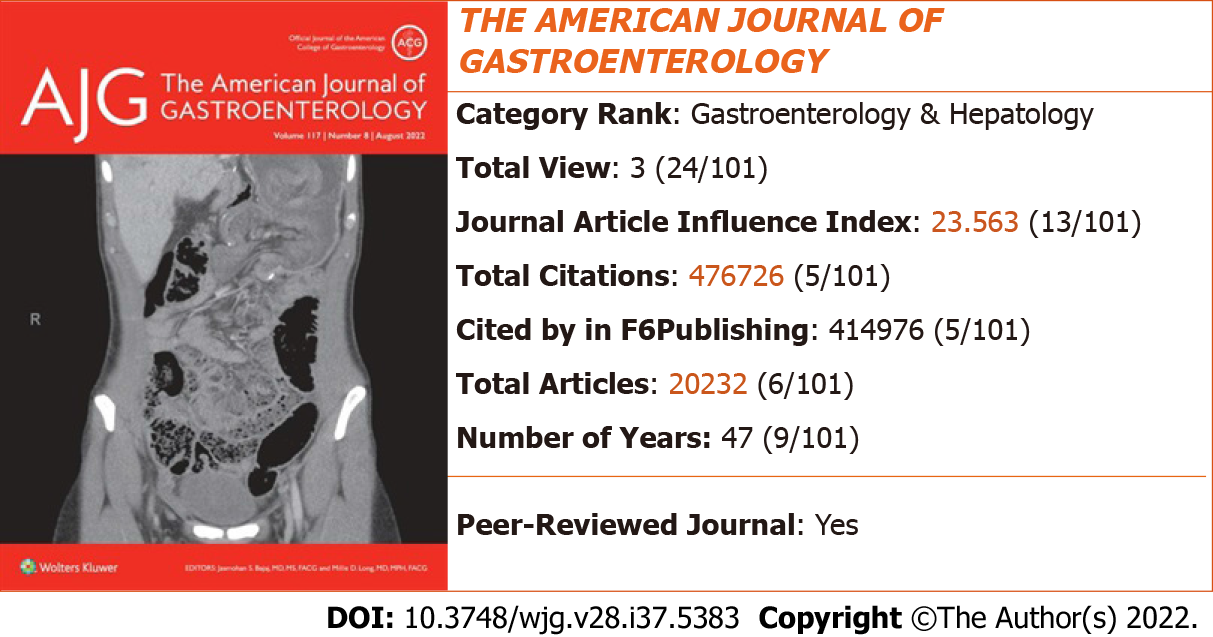 Official Journal of the American
College of Gastroenterology
ACG
AJG
The American Journal of
GASTROENTEROLOGY
Volume 117 | Number 8 | August 2022
R
Wolters Kluwer
EDITORS: Jasmohan S. Bajaj, MD, MS, FACG and Millie D. Long, MD, MPH, FACG
THE AMERICAN JOURNAL OF
GASTROENTEROLOGY
Category Rank: Gastroenterology & Hepatology
Total View: 3 (24/101)
Journal Article Influence Index: 23.563 (13/101)
Total Citations: 476726 (5/101)
Cited by in F6Publishing: 414976 (5/101)
Total Articles: 20232 (6/101)
Number of Years: 47 (9/101)
Peer-Reviewed Journal: Yes
DOI: 10.3748/wjg.v28.i37.5383 Copyright ©The Author(s) 2022.